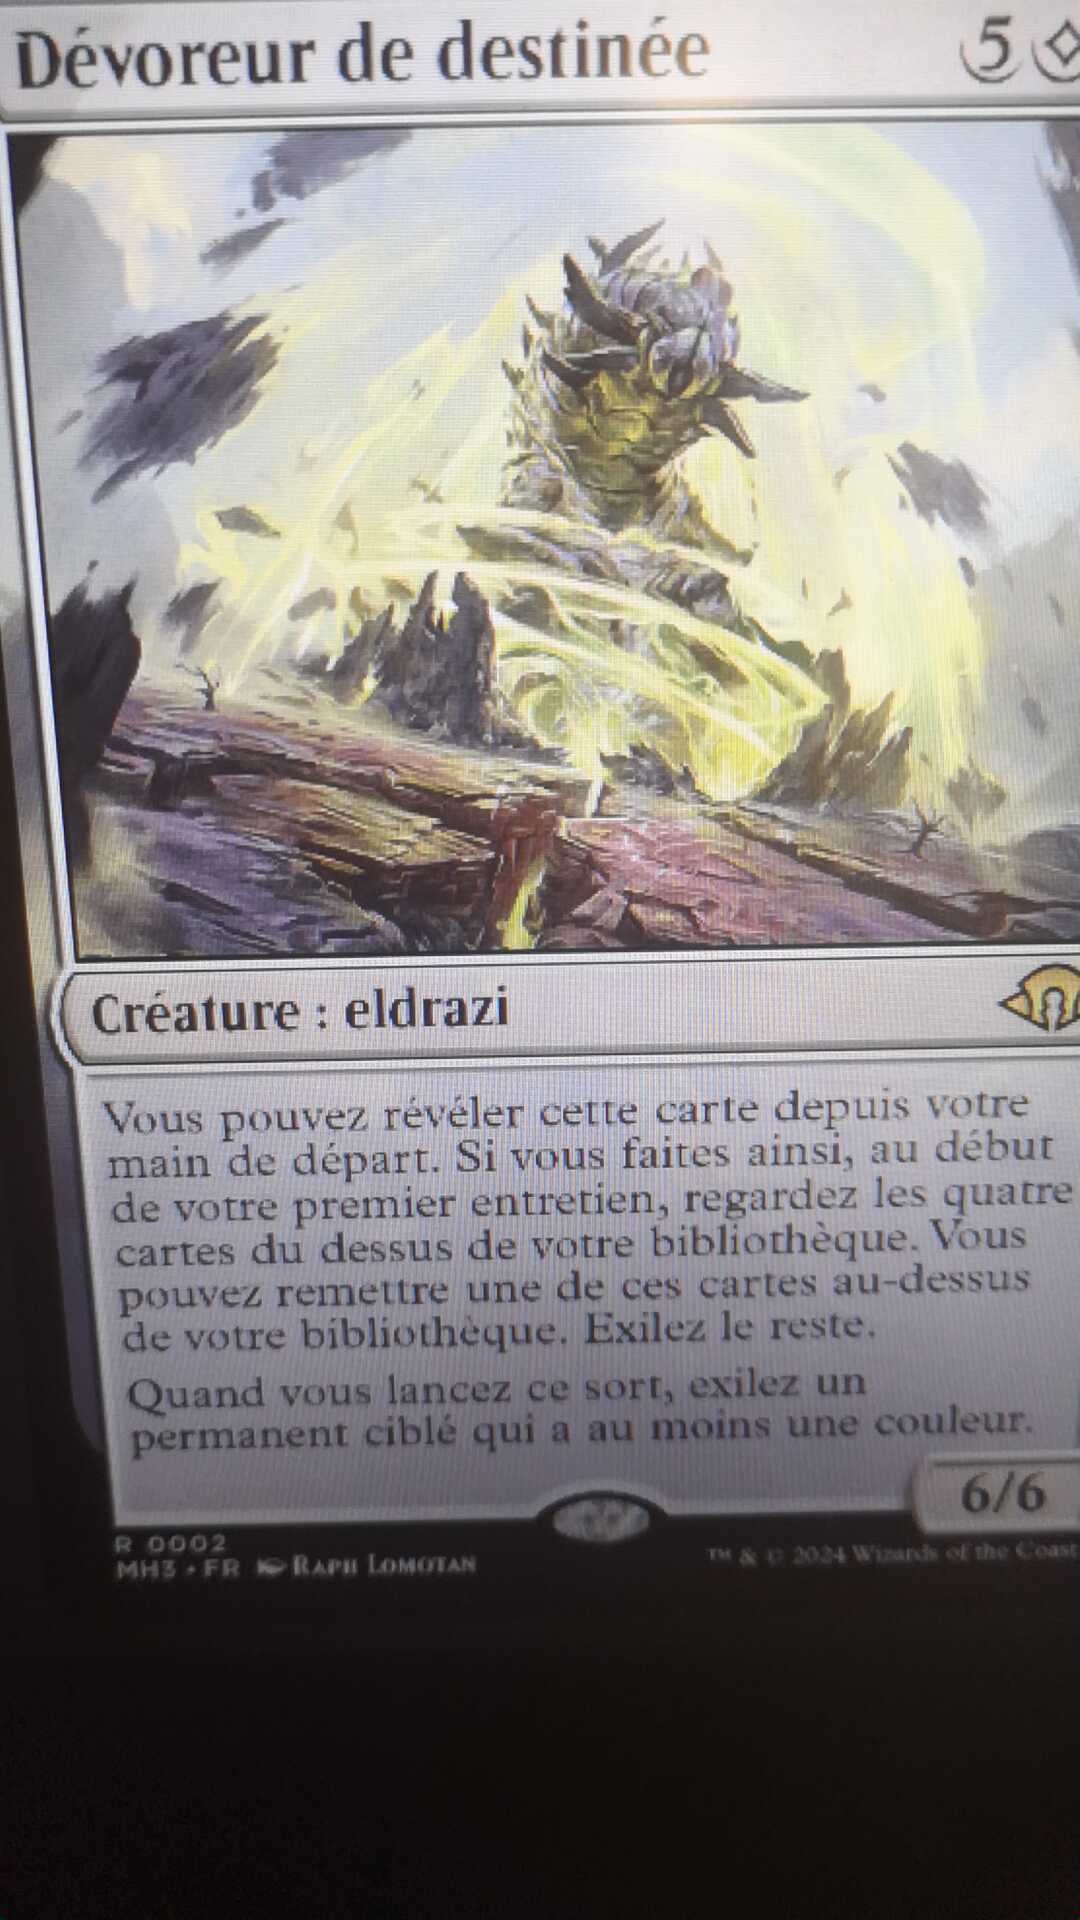 Dévoreur de destinée 5
Créature : eldrazi
Vous pouvez révéler cette carte depuis votre
main de départ. Si vous faites ainsi, au début
de votre premier entretien, regardez les quatre
cartes du dessus de votre bibliothèque. Vous
pouvez remettre une de ces cartes au-dessus
de votre bibliothèque. Exilez le reste.
Quand vous lancez ce sort, exilez un
permanent ciblé qui a au moins une couleur.
6/6
R 0002
MH3 • FR Raph Lomotan
™ & © 2024 Wizards of the Coast